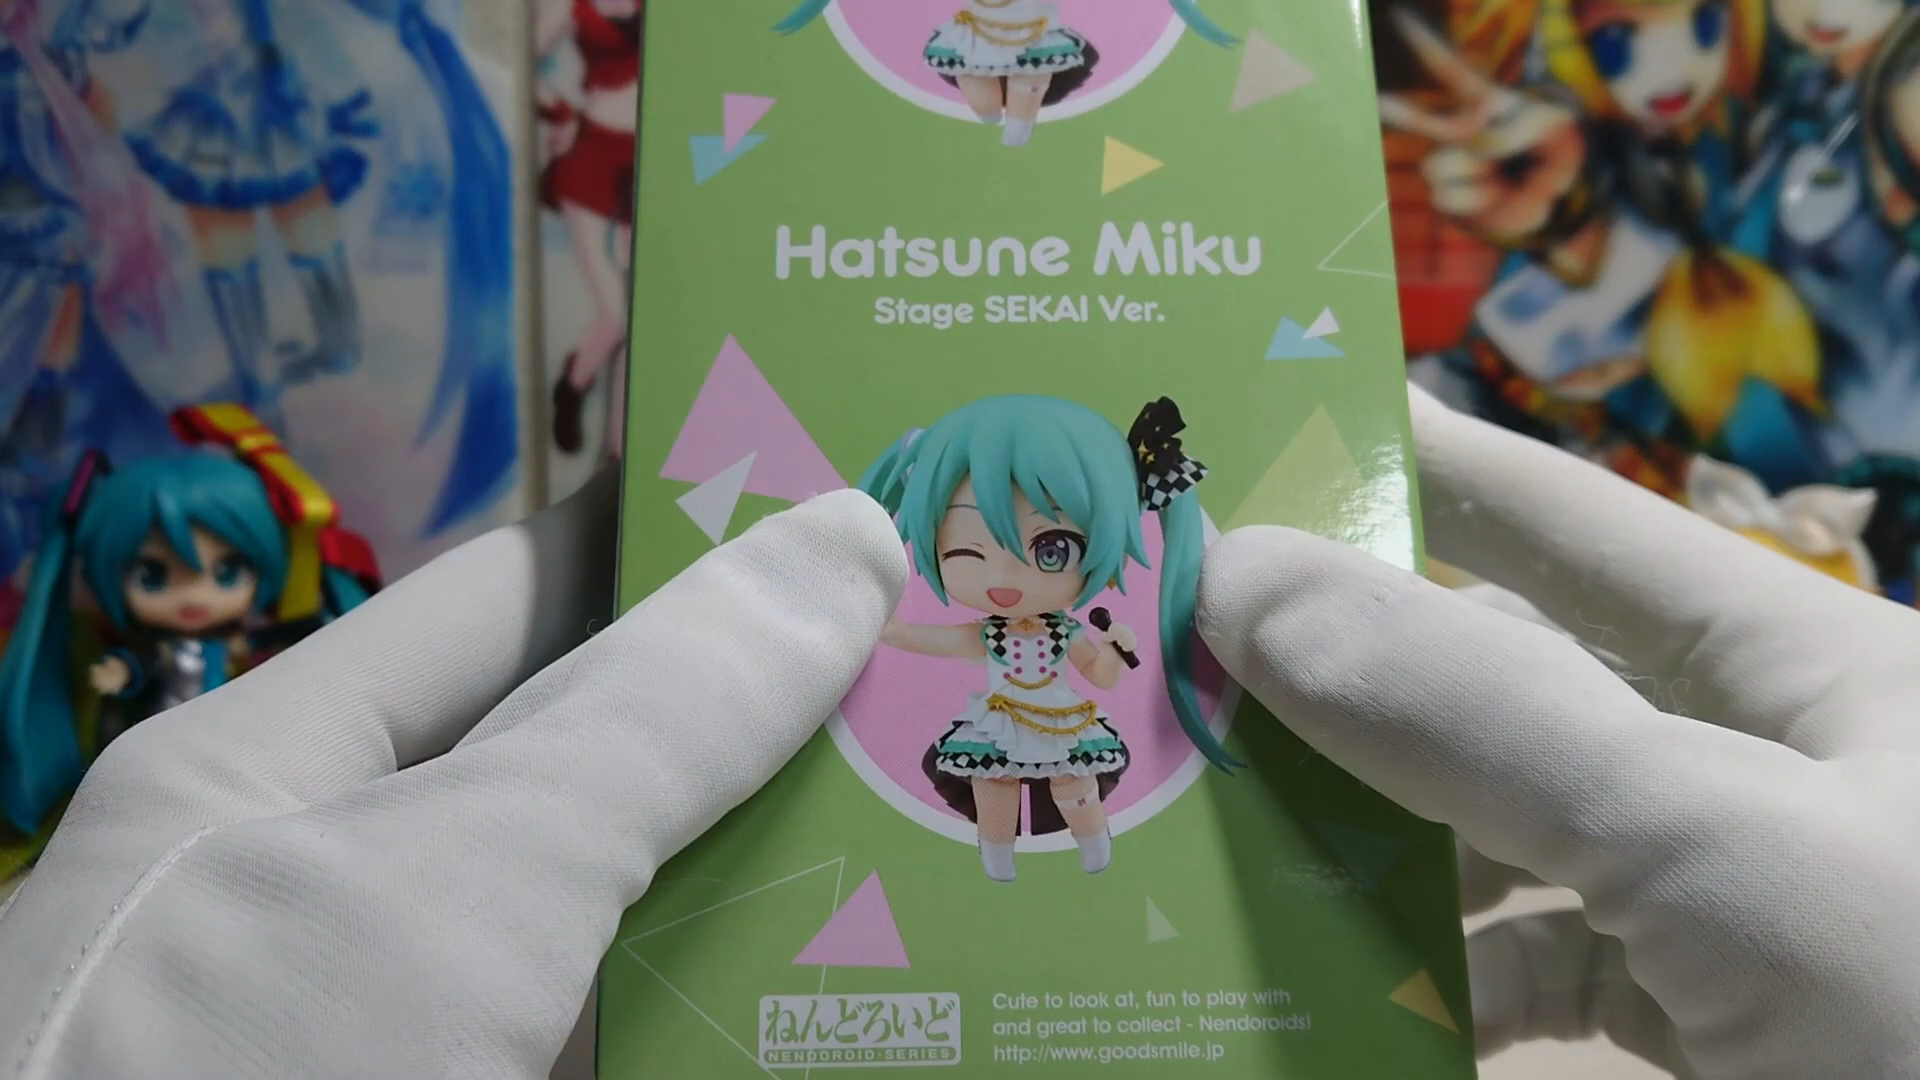 Hatsune Miku
Stage SEKAI Ver.
ねんどろいど
NENDOROID·SERIES
Cute to look at, fun to play with
and great to collect - Nendoroids!
http://www.goodsmile.jp